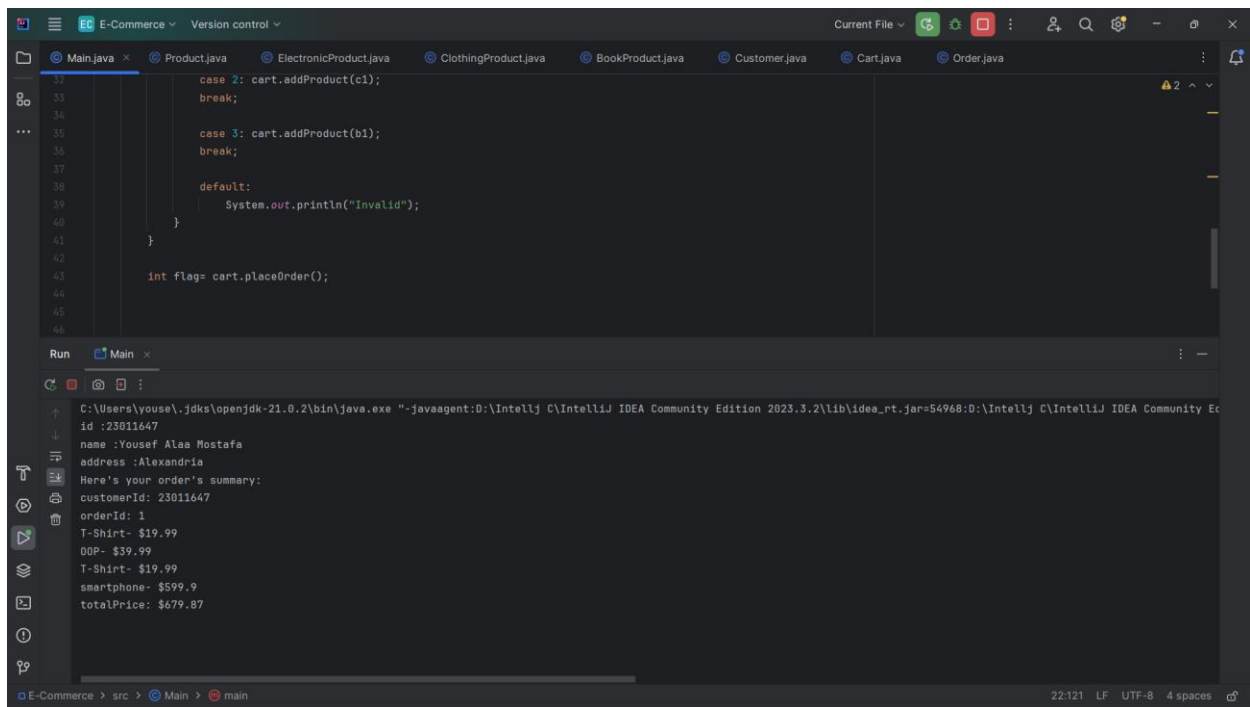 EC E-Commerce Version control Current File
Main.java Product.java ElectronicProduct.java ClothingProduct.java BookProduct.java Customer.java Cart.java Order.java
32 case 2: cart.addProduct(c1);
33 break;
34
35 case 3: cart.addProduct(b1);
36 break;
37
38 default:
39 System.out.println("Invalid");
40 }
41 }
42
43 int flag= cart.placeOrder();
44
45
46
2
Run Main
C:\Users\youse\.jdks\openjdk-21.0.2\bin\java.exe "-javaagent:D:\Intellj C\IntelliJ IDEA Community Edition 2023.3.2\lib\idea_rt.jar=54968:D:\Intellj C\IntelliJ IDEA Community Ed
id :23011647
name :Yousef Alaa Mostafa
address :Alexandria
Here's your order's summary:
customerId: 23011647
orderId: 1
T-Shirt- $19.99
OOP- $39.99
T-Shirt- $19.99
smartphone- $599.9
totalPrice: $679.87
E-Commerce > src > Main > main 22:121 LF UTF-8 4 spaces